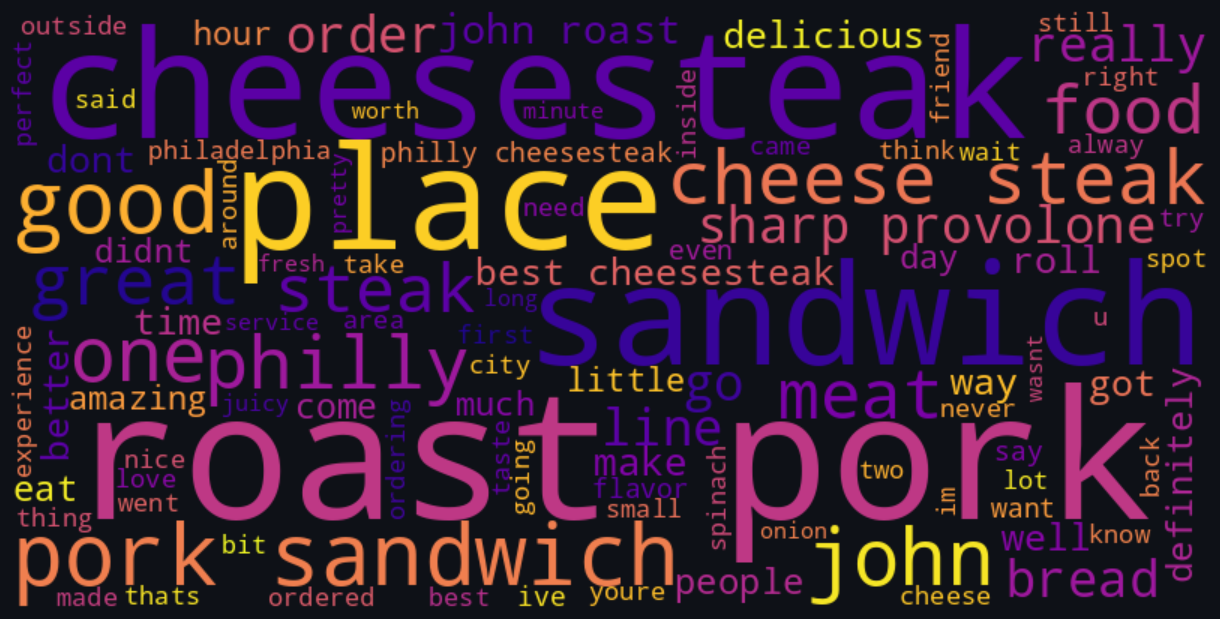 outside
hour
order
john roast
delicious
still
really
perfect
cheesesteak
said
worth
minute
inside
friend
right
food
dont
philadelphia
philly cheesesteak
came
think
wait
alway
good
around
place
pretty
need
cheese steak
sharp provolone
try
didnt
fresh
take
even
day
roll
spot
great
steak
best cheesesteak
long
sandwich
time
service
area
first
u
experience
better
one
philly
city
little
go
meat
way
wasnt
got
amazing
juicy
come
much
never
definitely
roast pork
ordering
taste
going
line
nice
love
make
flavor
spinach
two
say
back
eat
went
im
lot
want
thing
small
pork sandwich
bit
onion
john
well
know
people
bread
made
thats
ordered
best
ive
youre
cheese